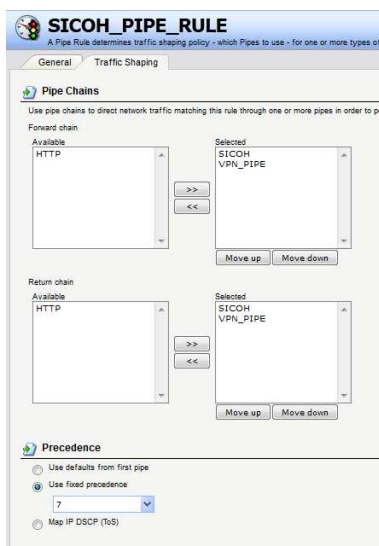 SICOH_PIPE_RULE
A Pipe Rule determines traffic shaping policy - which Pipes to use - for one or more types of
General Traffic Shaping
Pipe Chains
Use pipe chains to direct network traffic matching this rule through one or more pipes in order to p
Forward chain
Available Selected
HTTP SICOH
VPN_PIPE
>>
<<
Move up Move down
Return chain
Available Selected
HTTP SICOH
VPN_PIPE
>>
<<
Move up Move down
Precedence
Use defaults from first pipe
Use fixed precedence
7
Map IP DSCP (ToS)